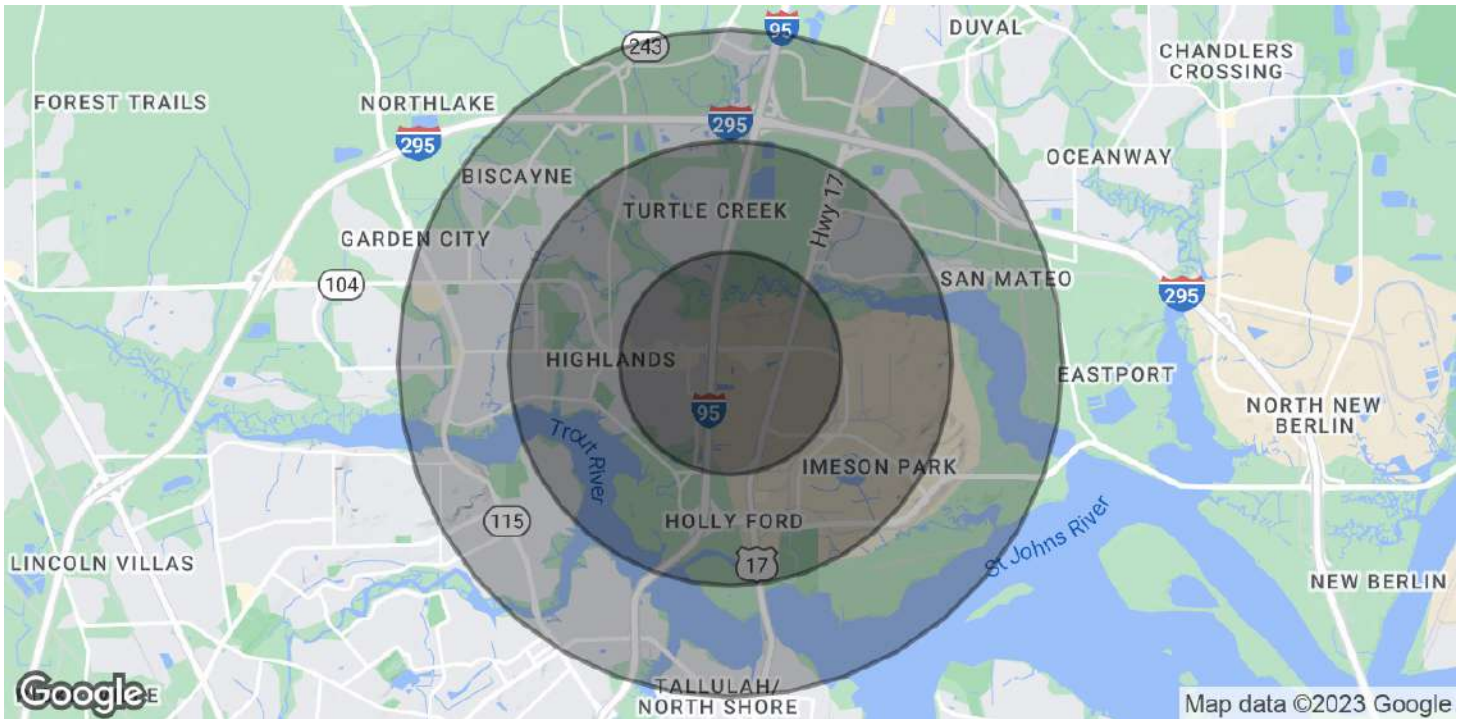 95
243
DUVAL
CHANDLERS
CROSSING
FOREST TRAILS
NORTHLAKE
295
295
OCEANWAY
BISCAYNE
TURTLE CREEK
Hwy 17
GARDEN CITY
SAN MATEO
104
295
HIGHLANDS
EASTPORT
95
NORTH NEW
BERLIN
Trout River
IMESON PARK
115
HOLLY FORD
St Johns River
LINCOLN VILLAS
17
NEW BERLIN
TALLULAH/
NORTH SHORE
Google
Map data ©2023 Google